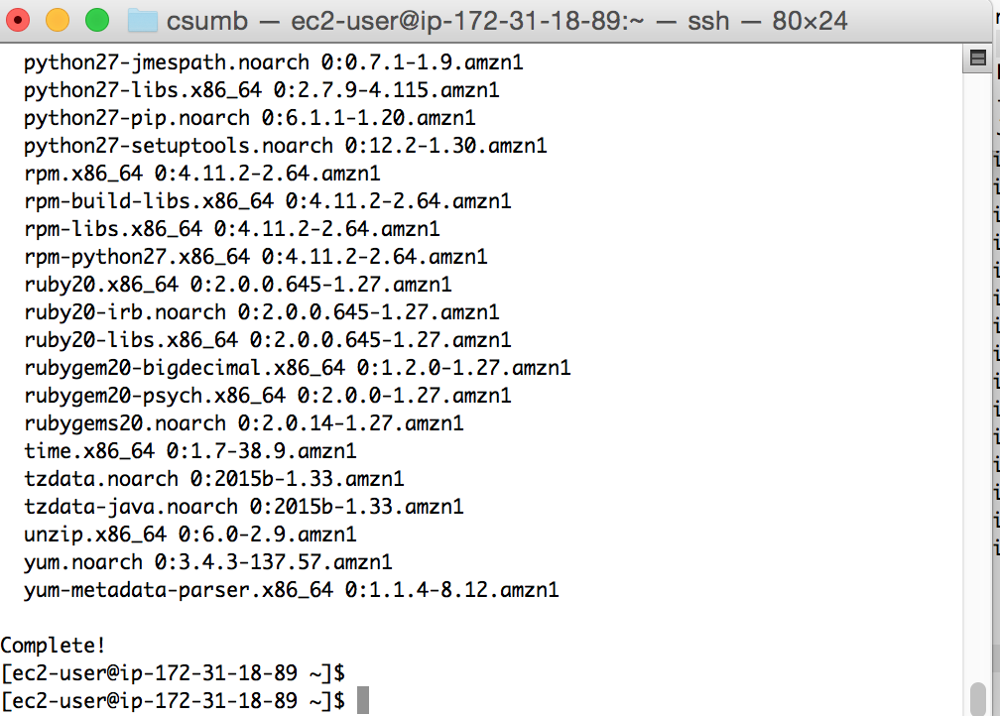 csumb — ec2-user@ip-172-31-18-89:~ — ssh — 80×24
python27-jmespath.noarch 0:0.7.1-1.9.amzn1
python27-libs.x86_64 0:2.7.9-4.115.amzn1
python27-pip.noarch 0:6.1.1-1.20.amzn1
python27-setuptools.noarch 0:12.2-1.30.amzn1
rpm.x86_64 0:4.11.2-2.64.amzn1
rpm-build-libs.x86_64 0:4.11.2-2.64.amzn1
rpm-libs.x86_64 0:4.11.2-2.64.amzn1
rpm-python27.x86_64 0:4.11.2-2.64.amzn1
ruby20.x86_64 0:2.0.0.645-1.27.amzn1
ruby20-irb.noarch 0:2.0.0.645-1.27.amzn1
ruby20-libs.x86_64 0:2.0.0.645-1.27.amzn1
rubygem20-bigdecimal.x86_64 0:1.2.0-1.27.amzn1
rubygem20-psych.x86_64 0:2.0.0-1.27.amzn1
rubygems20.noarch 0:2.0.14-1.27.amzn1
time.x86_64 0:1.7-38.9.amzn1
tzdata.noarch 0:2015b-1.33.amzn1
tzdata-java.noarch 0:2015b-1.33.amzn1
unzip.x86_64 0:6.0-2.9.amzn1
yum.noarch 0:3.4.3-137.57.amzn1
yum-metadata-parser.x86_64 0:1.1.4-8.12.amzn1
Complete!
[ec2-user@ip-172-31-18-89 ~]$
[ec2-user@ip-172-31-18-89 ~]$